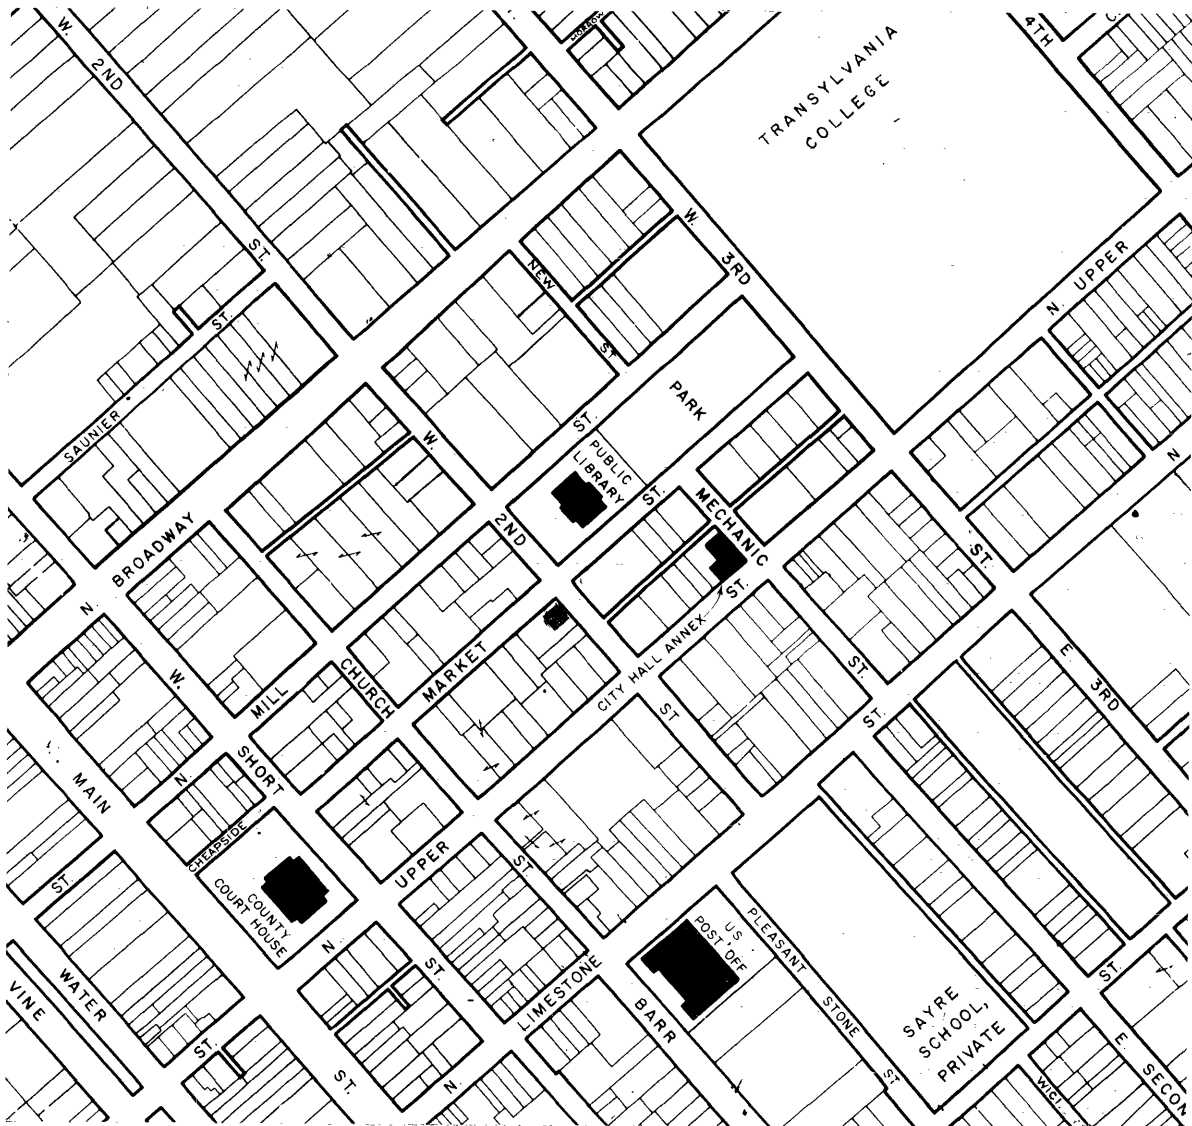 W. 2ND
ST.
MORROW
TRANSYLVANIA
COLLEGE
4TH
W. 3RD
N. UPPER
NEW
ST
SAUNIER
ST.
PARK
PUBLIC
LIBRARY
ST.
ST.
W.
2ND
MECHANIC
ST.
N. BROADWAY
N
ST.
CITY HALL ANNEX
CHURCH
MARKET
N. MILL
W.
SHORT
ST
ST.
ST.
E
3RD
MAIN
CHEAPSIDE
COUNTY
COURT HOUSE
N UPPER
ST
ST.
ST.
US
POST OFF
PLEASANT
STONE
ST
SAYRE
SCHOOL,
PRIVATE
ST.
WATER
VINE
ST.
ST.
N. LIMESTONE
BARR
E SECON
WICI.